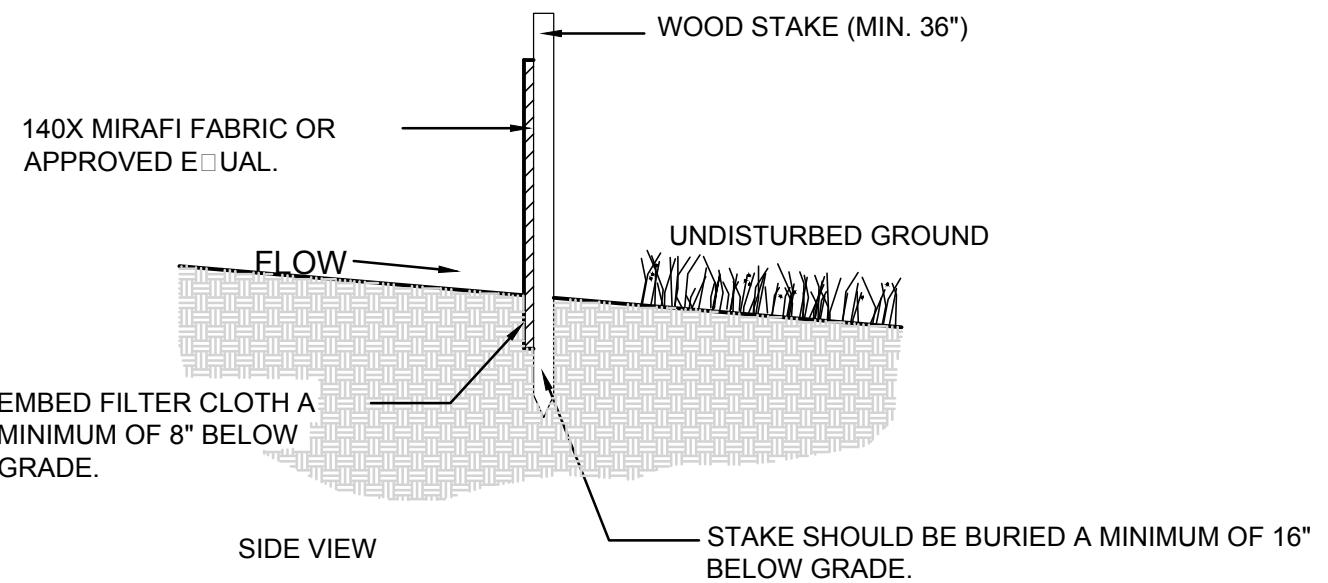 WOOD STAKE (MIN. 36")
140X MIRAFI FABRIC OR
APPROVED E□UAL.
UNDISTURBED GROUND
FLOW
EMBED FILTER CLOTH A
MINIMUM OF 8" BELOW
GRADE.
STAKE SHOULD BE BURIED A MINIMUM OF 16"
BELOW GRADE.
SIDE VIEW